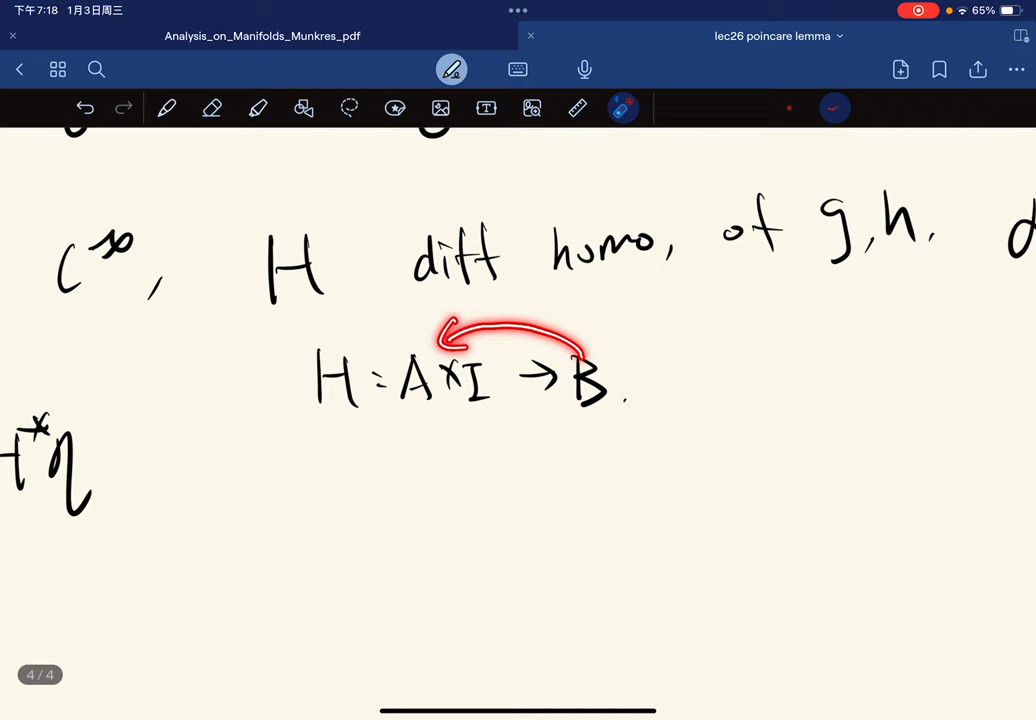 下午7:18 1月3日周三
65%
Analysis_on_Manifolds_Munkres_pdf
lec26 poincare lemma
C^∞, H diff homo, of g,h. d
H: A×I → B.
H*η
4 / 4